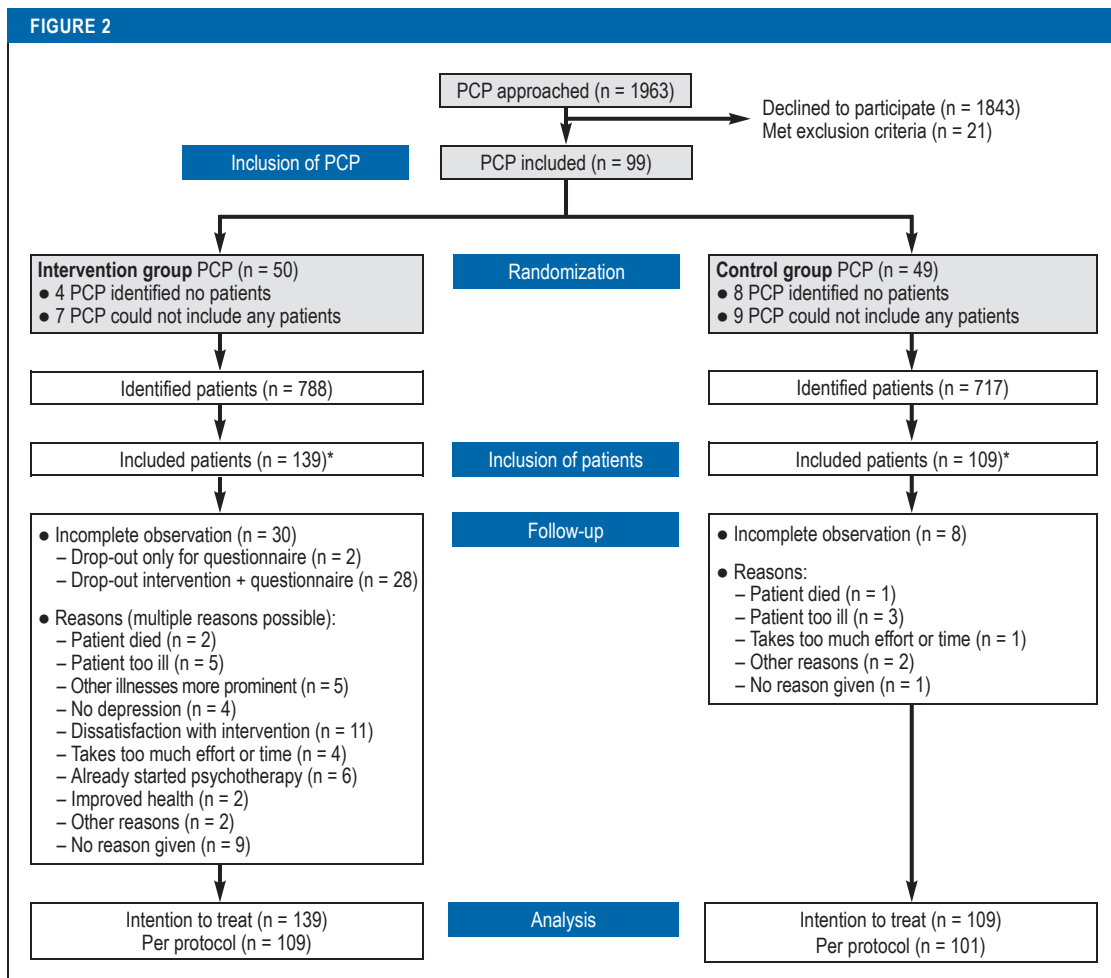 FIGURE 2
PCP approached (n = 1963)
Declined to participate (n = 1843)
Met exclusion criteria (n = 21)
Inclusion of PCP
PCP included (n = 99)
Intervention group PCP (n = 50)
● 4 PCP identified no patients
● 7 PCP could not include any patients
Randomization
Control group PCP (n = 49)
● 8 PCP identified no patients
● 9 PCP could not include any patients
Identified patients (n = 788)
Identified patients (n = 717)
Included patients (n = 139)*
Inclusion of patients
Included patients (n = 109)*
● Incomplete observation (n = 30)
– Drop-out only for questionnaire (n = 2)
– Drop-out intervention + questionnaire (n = 28)
● Reasons (multiple reasons possible):
– Patient died (n = 2)
– Patient too ill (n = 5)
– Other illnesses more prominent (n = 5)
– No depression (n = 4)
– Dissatisfaction with intervention (n = 11)
– Takes too much effort or time (n = 4)
– Already started psychotherapy (n = 6)
– Improved health (n = 2)
– Other reasons (n = 2)
– No reason given (n = 9)
Follow-up
● Incomplete observation (n = 8)
● Reasons:
– Patient died (n = 1)
– Patient too ill (n = 3)
– Takes too much effort or time (n = 1)
– Other reasons (n = 2)
– No reason given (n = 1)
Intention to treat (n = 139)
Per protocol (n = 109)
Analysis
Intention to treat (n = 109)
Per protocol (n = 101)